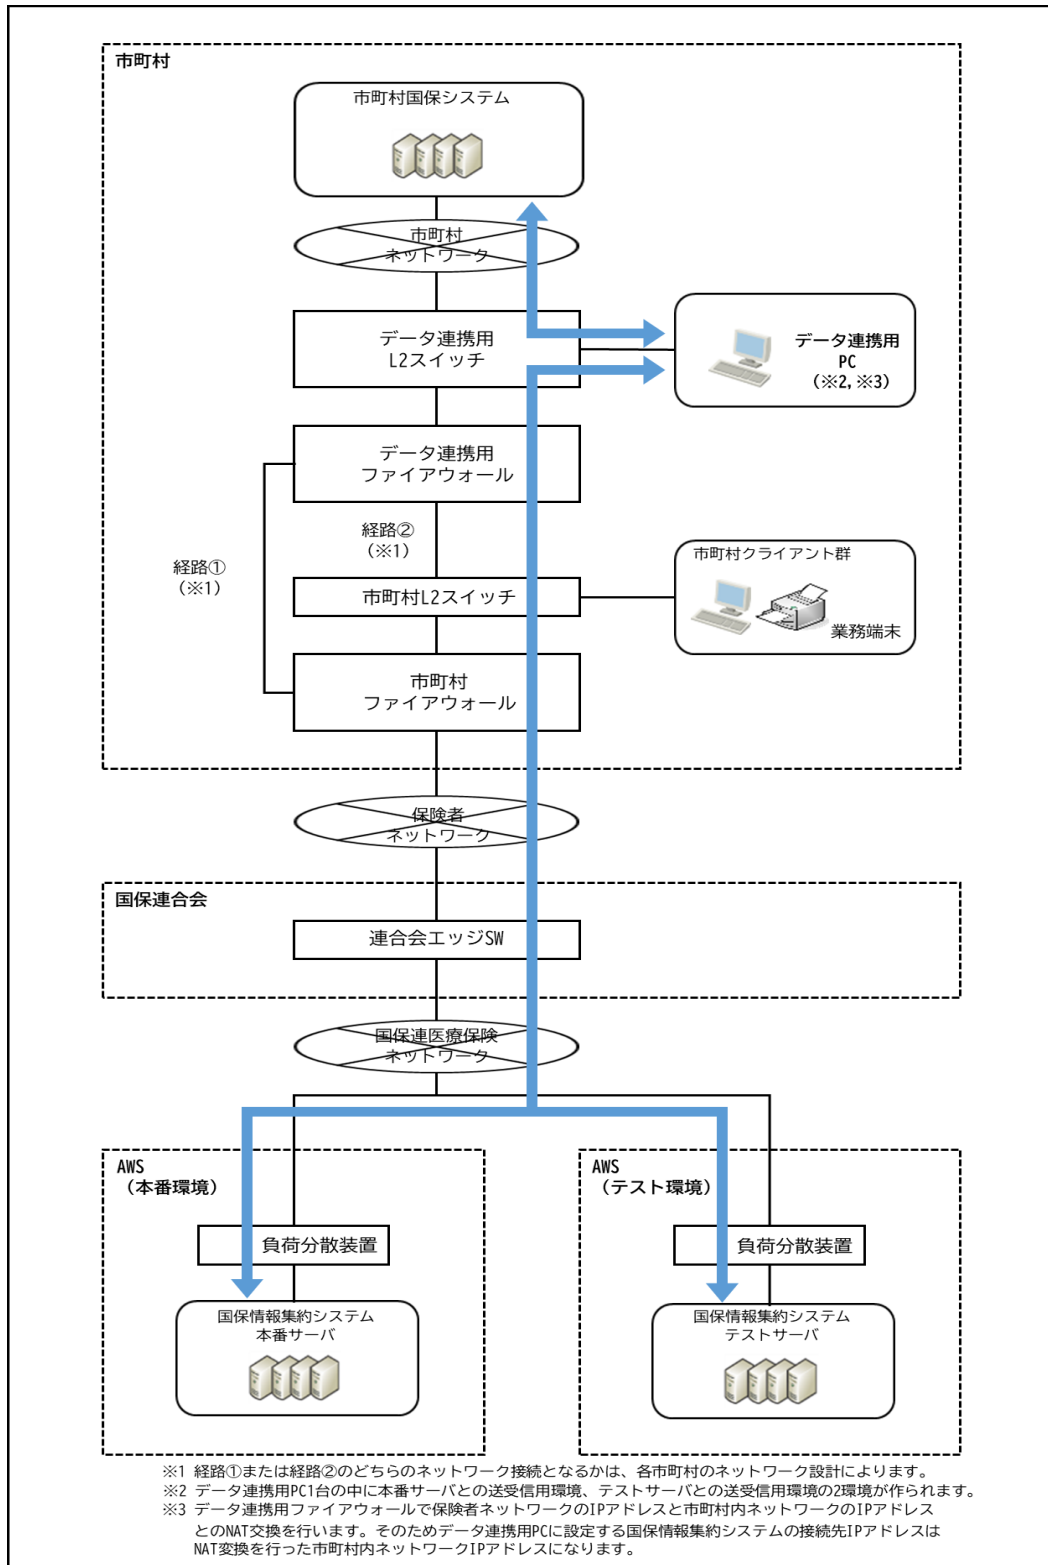 市町村
市町村国保システム
市町村
ネットワーク
データ連携用
L2スイッチ
データ連携用
PC
（※2,※3）
データ連携用
ファイアウォール
経路①
（※1）
経路②
（※1）
市町村L2スイッチ
市町村クライアント群
業務端末
市町村
ファイアウォール
保険者
ネットワーク
国保連合会
連合会エッジSW
国保連医療保険
ネットワーク
AWS
（本番環境）
負荷分散装置
国保情報集約システム
本番サーバ
AWS
（テスト環境）
負荷分散装置
国保情報集約システム
テストサーバ
※1 経路①または経路②のどちらのネットワーク接続となるかは、各市町村のネットワーク設計によります。
※2 データ連携用PC1台の中に本番サーバとの送受信用環境、テストサーバとの送受信用環境の2環境が作られます。
※3 データ連携用ファイアウォールで保険者ネットワークのIPアドレスと市町村内ネットワークのIPアドレス
とのNAT交換を行います。そのためデータ連携用PCに設定する国保情報集約システムの接続先IPアドレスは
NAT変換を行った市町村内ネットワークIPアドレスになります。